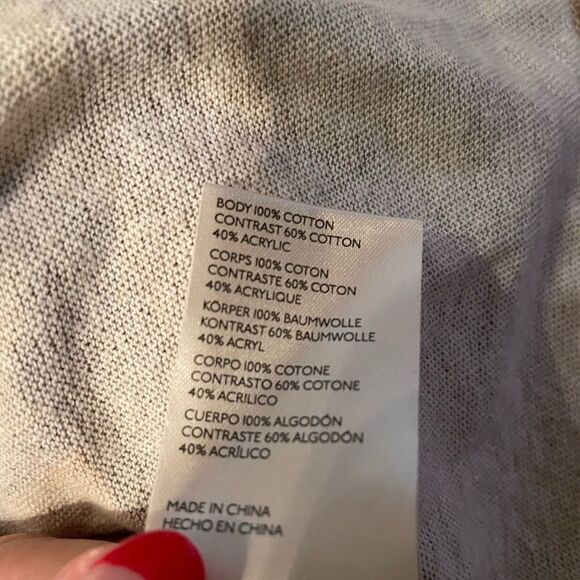 BODY 100% COTTON
CONTRAST 60% COTTON
40% ACRYLIC
CORPS 100% COTON
CONTRASTE 60% COTON
40% ACRYLIQUE
KÖRPER 100% BAUMWOLLE
KONTRAST 60% BAUMWOLLE
40% ACRYL
CORPO 100% COTONE
CONTRASTO 60% COTONE
40% ACRILICO
CUERPO 100% ALGODÓN
CONTRASTE 60% ALGODÓN
40% ACRÍLICO
MADE IN CHINA
HECHO EN CHINA